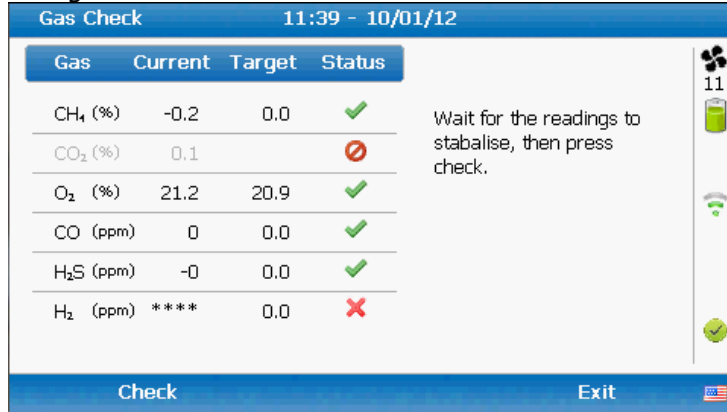 Gas Check 11:39 - 10/01/12
Gas Current Target Status
CH₄ (%) -0.2 0.0
CO₂ (%) 0.1
O₂ (%) 21.2 20.9
CO (ppm) 0 0.0
H₂S (ppm) -0 0.0
H₂ (ppm) **** 0.0
Wait for the readings to
stabalise, then press
check.
11
Check Exit